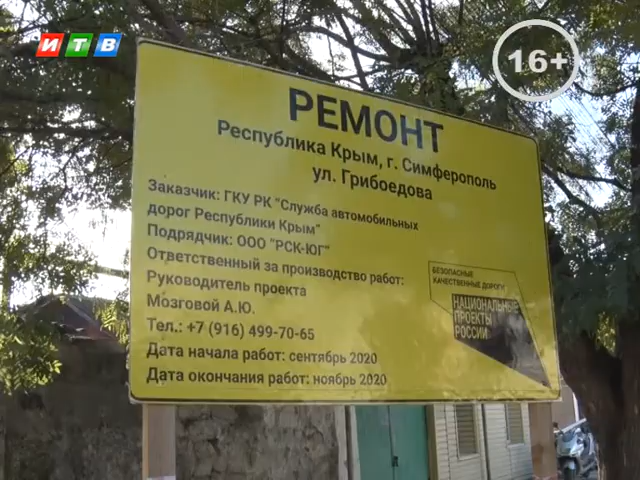 ИТВ
16+
РЕМОНТ
Республика Крым, г. Симферополь
ул. Грибоедова
Заказчик: ГКУ РК "Служба автомобильных
дорог Республики Крым"
Подрядчик: ООО "РСК-ЮГ"
Ответственный за производство работ:
Руководитель проекта
Мозговой А.Ю.
Тел.: +7 (916) 499-70-65
Дата начала работ: сентябрь 2020
Дата окончания работ: ноябрь 2020
БЕЗОПАСНЫЕ
КАЧЕСТВЕННЫЕ ДОРОГИ
НАЦИОНАЛЬНЫЕ
ПРОЕКТЫ
РОССИИ